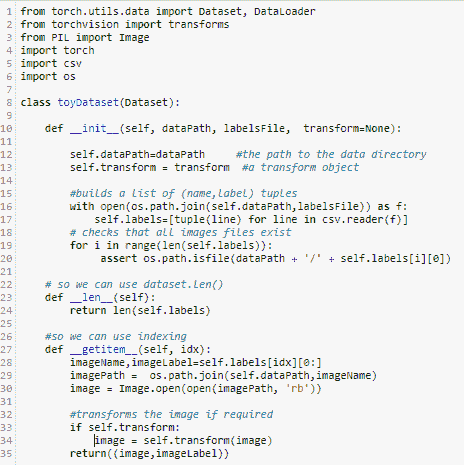 1 from torch.utils.data import Dataset, DataLoader
2 from torchvision import transforms
3 from PIL import Image
4 import torch
5 import csv
6 import os
7
8 class toyDataset(Dataset):
9
10     def __init__(self, dataPath, labelsFile,  transform=None):
11
12         self.dataPath=dataPath     #the path to the data directory
13         self.transform = transform  #a transform object
14
15         #builds a list of (name,label) tuples
16         with open(os.path.join(self.dataPath,labelsFile)) as f:
17             self.labels=[tuple(line) for line in csv.reader(f)]
18         # checks that all images files exist
19         for i in range(len(self.labels)):
20              assert os.path.isfile(dataPath + '/' + self.labels[i][0])
21
22     # so we can use dataset.len()
23     def __len__(self):
24         return len(self.labels)
25
26     #so we can use indexing
27     def __getitem__(self, idx):
28         imageName,imageLabel=self.labels[idx][0:]
29         imagePath =  os.path.join(self.dataPath,imageName)
30         image = Image.open(open(imagePath, 'rb'))
31
32         #transforms the image if required
33         if self.transform:
34             image = self.transform(image)
35         return((image,imageLabel))